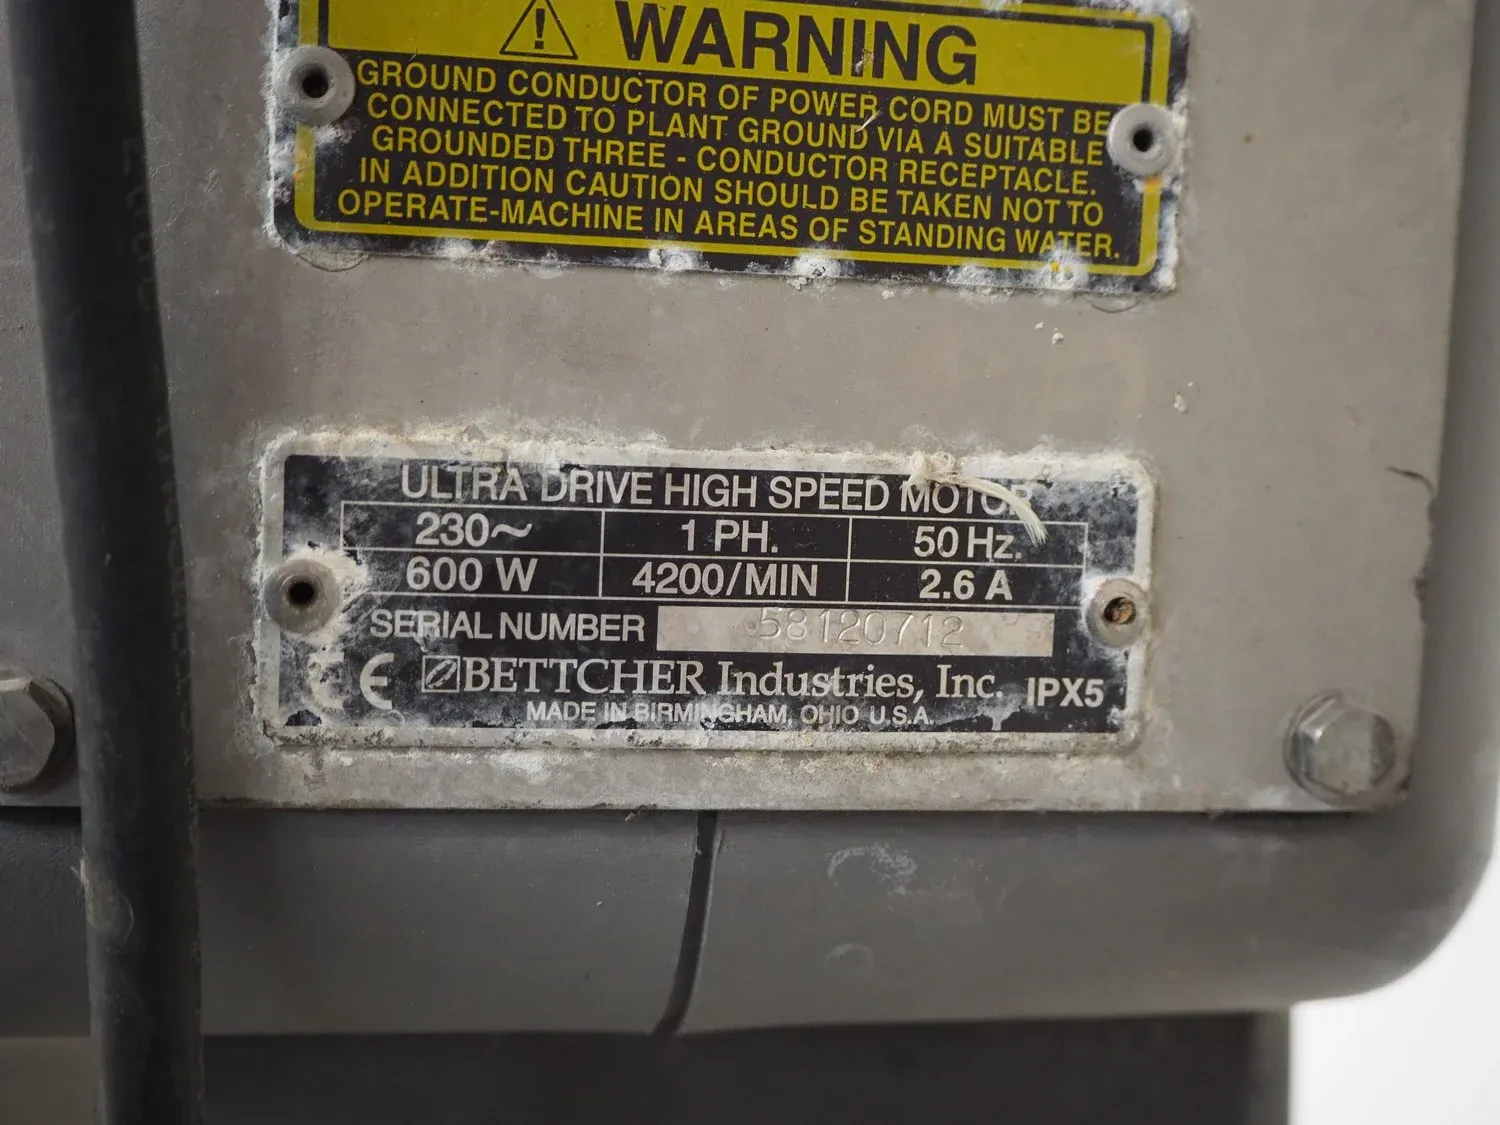 WARNING
GROUND CONDUCTOR OF POWER CORD MUST BE
CONNECTED TO PLANT GROUND VIA A SUITABLE
GROUNDED THREE - CONDUCTOR RECEPTACLE.
IN ADDITION CAUTION SHOULD BE TAKEN NOT TO
OPERATE-MACHINE IN AREAS OF STANDING WATER.
ULTRA DRIVE HIGH SPEED MOTOR
230~ 1 PH. 50 Hz.
600 W 4200/MIN 2.6 A
SERIAL NUMBER 58120712
CE BETTCHER Industries, Inc. IPX5
MADE IN BIRMINGHAM, OHIO U.S.A.